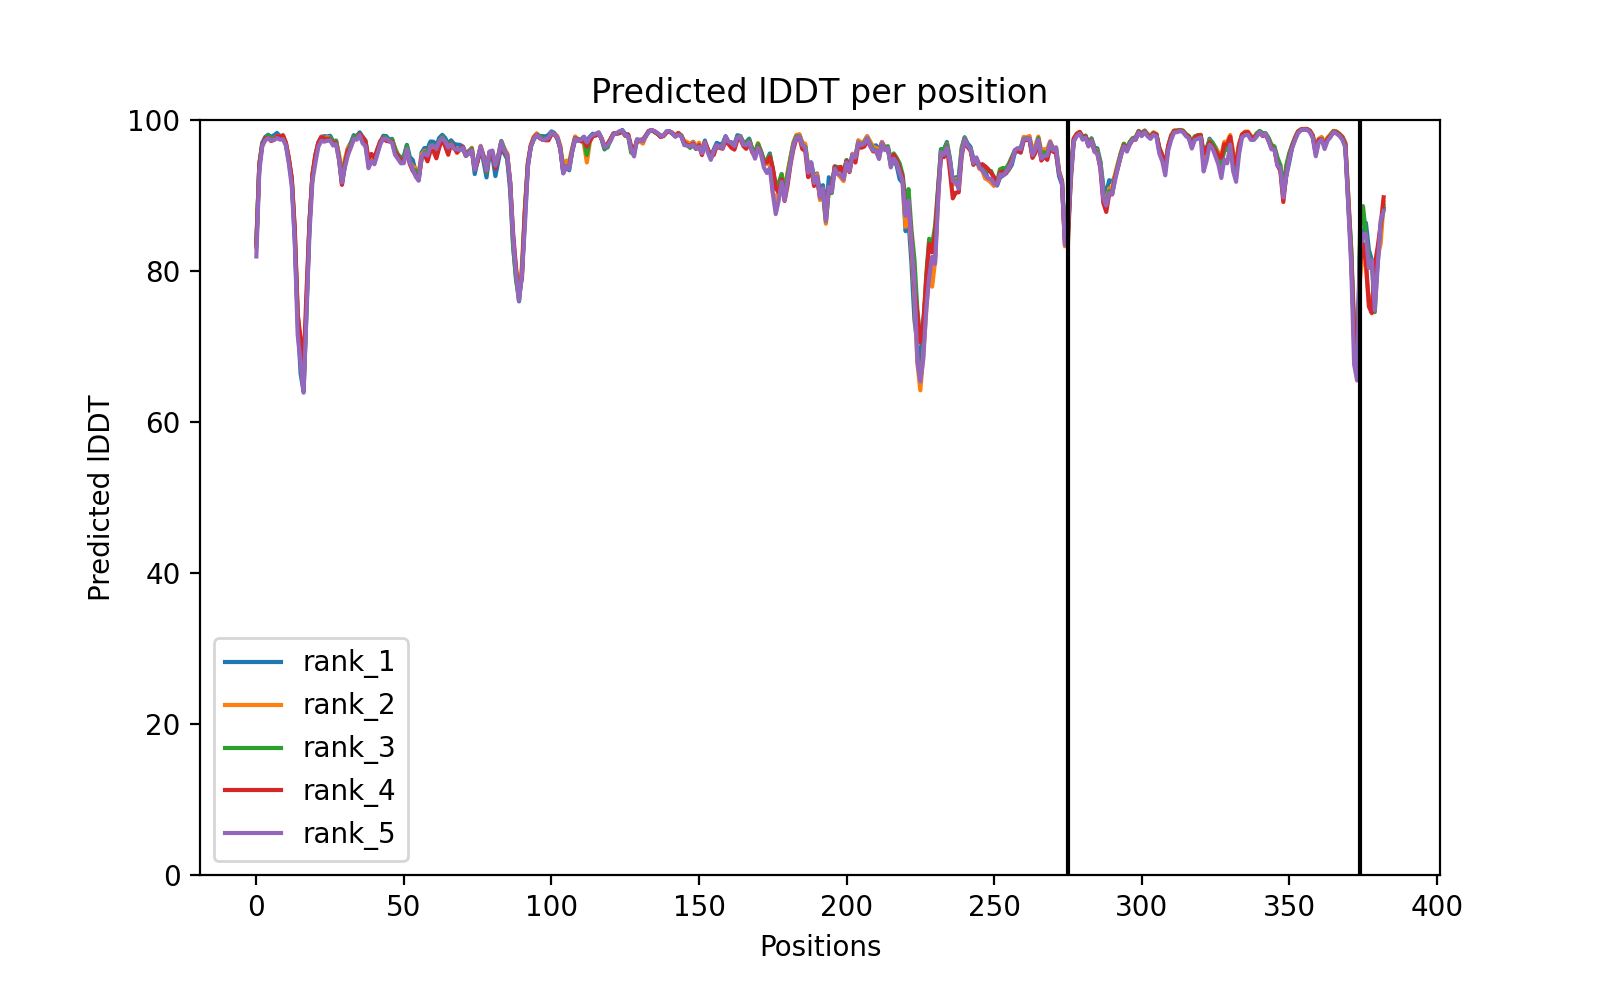 Predicted lDDT per position
100
80
60
40
20
0
Predicted lDDT
rank_1
rank_2
rank_3
rank_4
rank_5
0 50 100 150 200 250 300 350 400
Positions